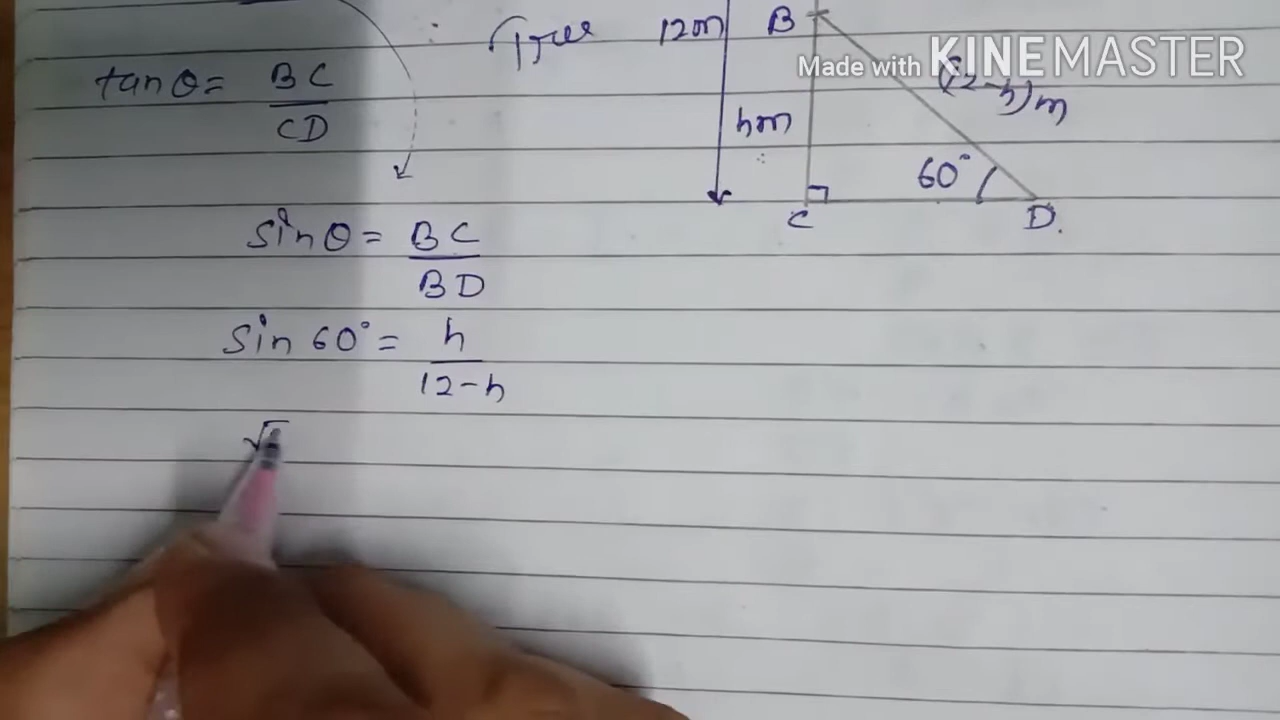 Tree 12m B
Made with KINEMASTER
tanθ = BC
CD
(12-h)m
hm
60°
C D.
sinθ = BC
BD
sin 60° = h
12-h
√